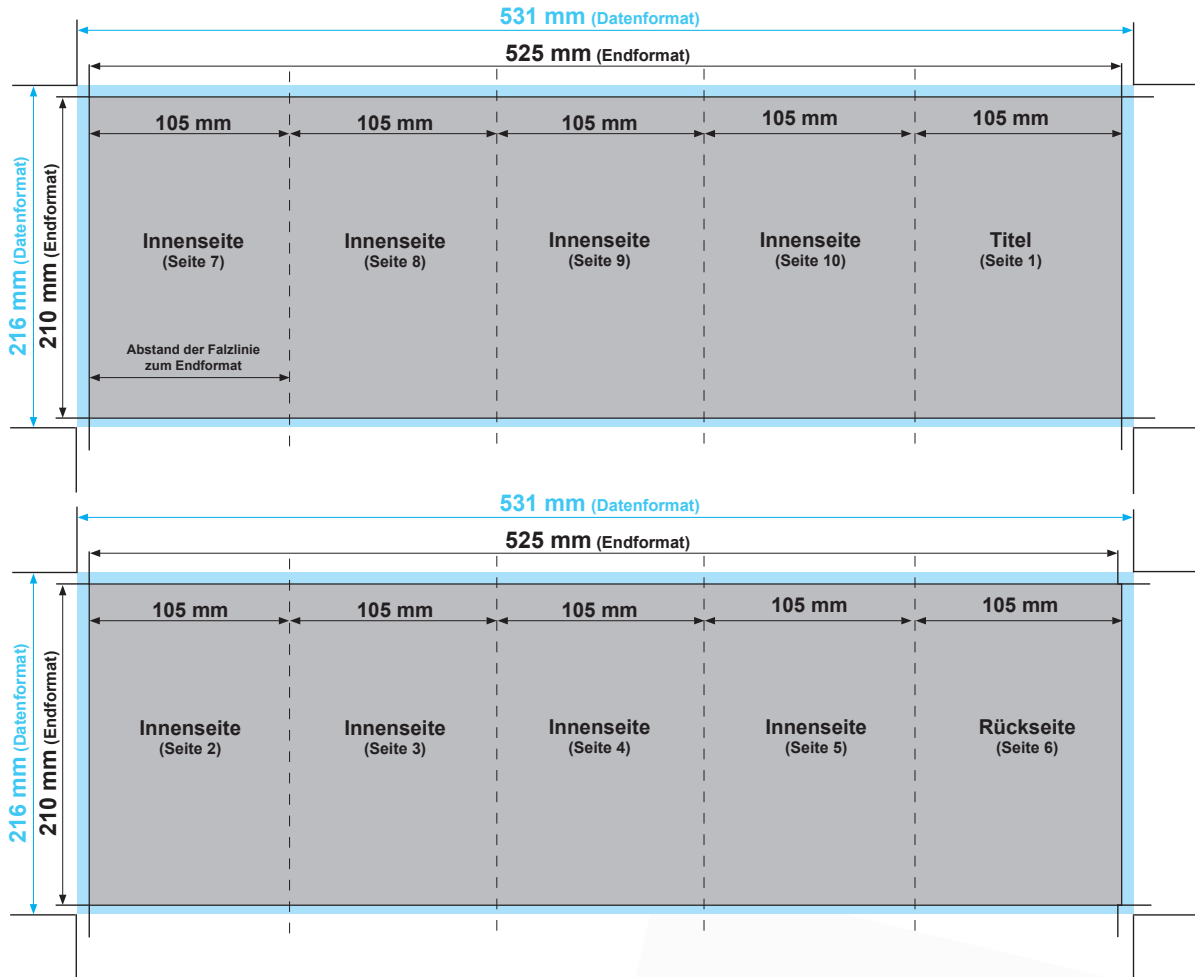 531 mm (Datenformat)
525 mm (Endformat)
105 mm 105 mm 105 mm 105 mm 105 mm
216 mm (Datenformat)
210 mm (Endformat)
Innenseite
(Seite 7)
Innenseite
(Seite 8)
Innenseite
(Seite 9)
Innenseite
(Seite 10)
Titel
(Seite 1)
Abstand der Falzlinie
zum Endformat
531 mm (Datenformat)
525 mm (Endformat)
105 mm 105 mm 105 mm 105 mm 105 mm
216 mm (Datenformat)
210 mm (Endformat)
Innenseite
(Seite 2)
Innenseite
(Seite 3)
Innenseite
(Seite 4)
Innenseite
(Seite 5)
Rückseite
(Seite 6)